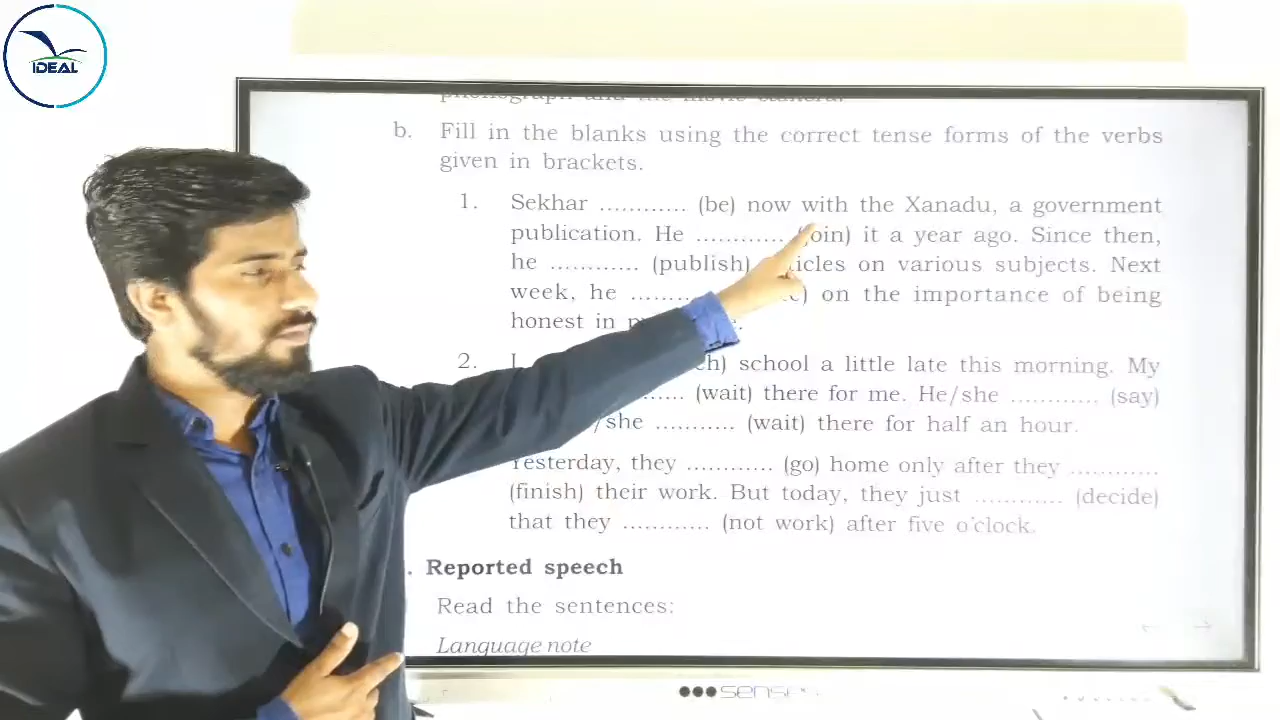 IDEAL
b. Fill in the blanks using the correct tense forms of the verbs
given in brackets.
1. Sekhar ............ (be) now with the Xanadu, a government
publication. He ............ (join) it a year ago. Since then,
he ............ (publish) articles on various subjects. Next
week, he ........ on the importance of being
honest in
2. I school a little late this morning. My
...... (wait) there for me. He/she ............ (say)
/she ........... (wait) there for half an hour.
Yesterday, they ............ (go) home only after they ............
(finish) their work. But today, they just ............ (decide)
that they ............ (not work) after five o'clock.
. Reported speech
Read the sentences:
Language note